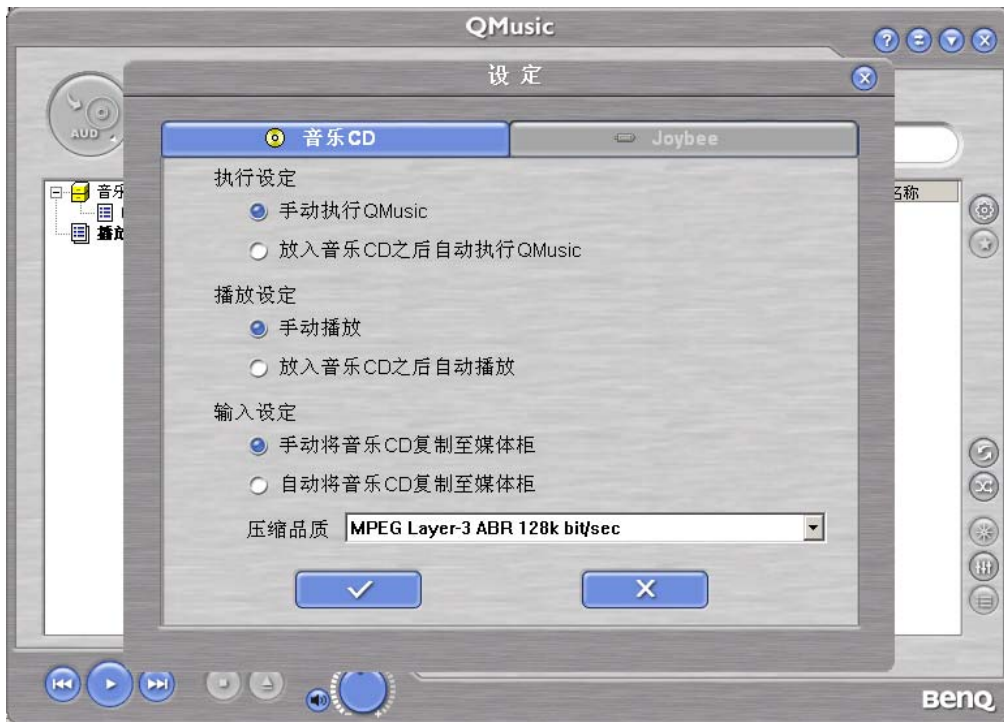 QMusic
设 定
AUD
音乐CD
Joybee
执行设定
手动执行QMusic
放入音乐CD之后自动执行QMusic
播放设定
手动播放
放入音乐CD之后自动播放
输入设定
手动将音乐CD复制至媒体柜
自动将音乐CD复制至媒体柜
压缩品质 MPEG Layer-3 ABR 128k bit/sec
音乐
播放
名称
BenQ